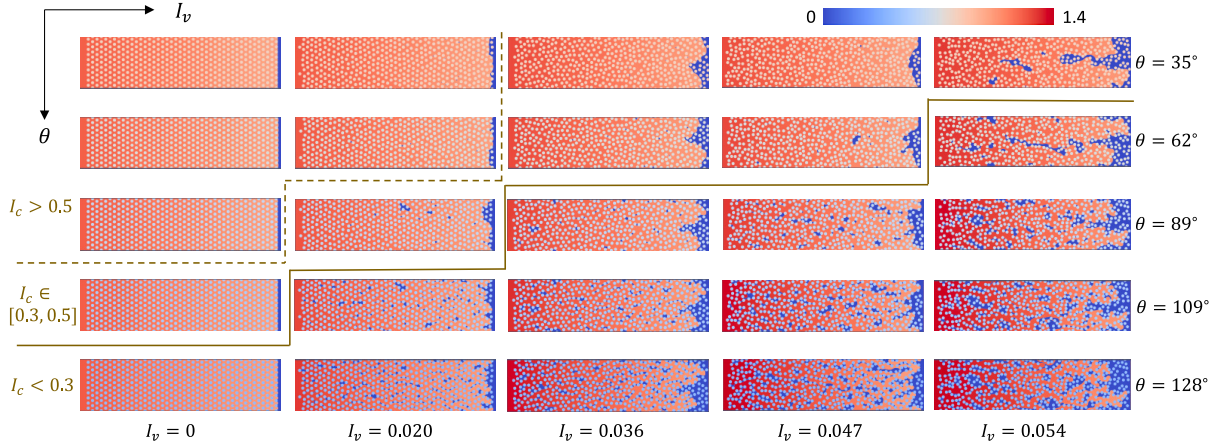 I_v
0
1.4
θ
θ = 35°
θ = 62°
I_c > 0.5
θ = 89°
I_c ∈
[0.3, 0.5]
θ = 109°
I_c < 0.3
θ = 128°
I_v = 0
I_v = 0.020
I_v = 0.036
I_v = 0.047
I_v = 0.054